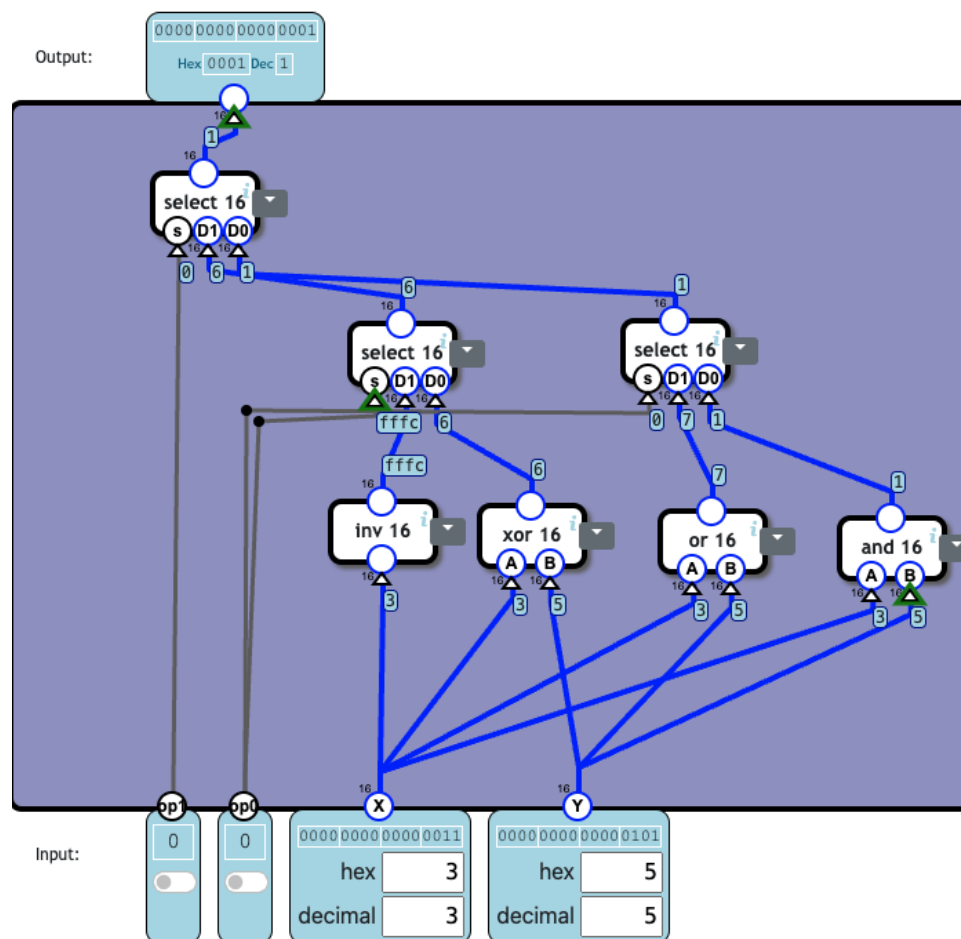 0000 0000 0000 0001
Output:
Hex 0001 Dec 1
16
1
16
i
select 16
s D1 D0
16 16
0 6 1
6 1
16 16
i i
select 16 select 16
s D1 D0 s D1 D0
16 16 16 16
fffc 6 0 7 1
fffc 6 7 1
16
i i i i
inv 16 xor 16 or 16 and 16
A B A B A B
16 16 16 16 16 16 16
3 3 5 3 5 3 5
16 16
op1 op0 X Y
0 0 0000 0000 0000 0011 0000 0000 0000 0101
Input:
hex 3 hex 5
decimal 3 decimal 5